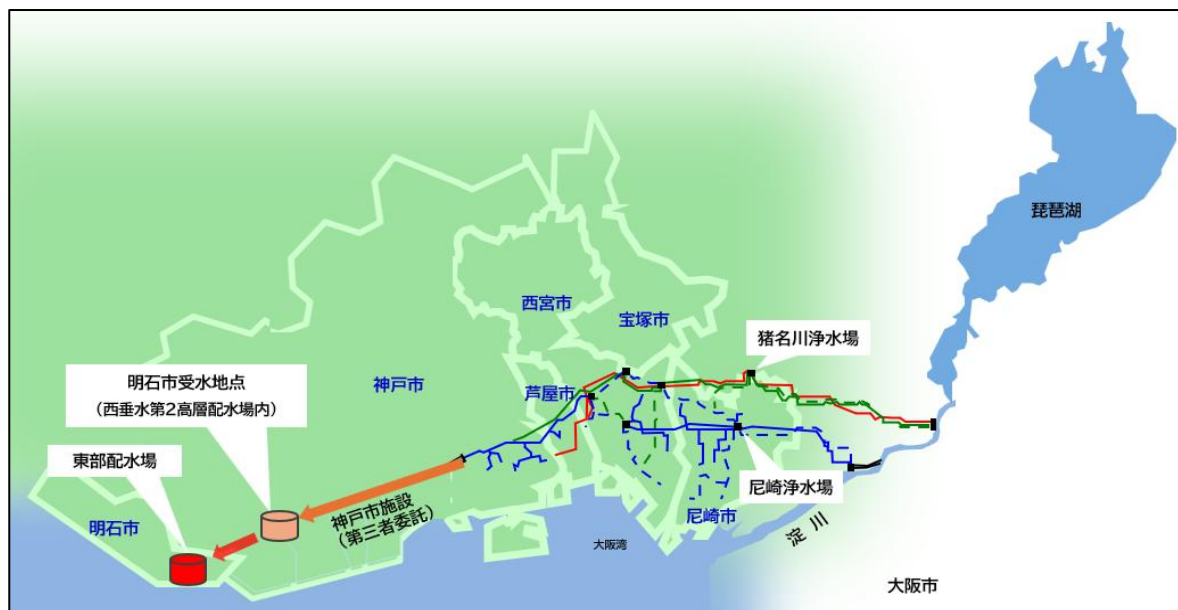 琵琶湖
西宮市
宝塚市
猪名川浄水場
明石市受水地点
（西垂水第２高層配水場内）
神戸市
芦屋市
東部配水場
尼崎浄水場
神戸市施設
（第三者委託）
明石市
尼崎市
淀川
大阪湾
大阪市